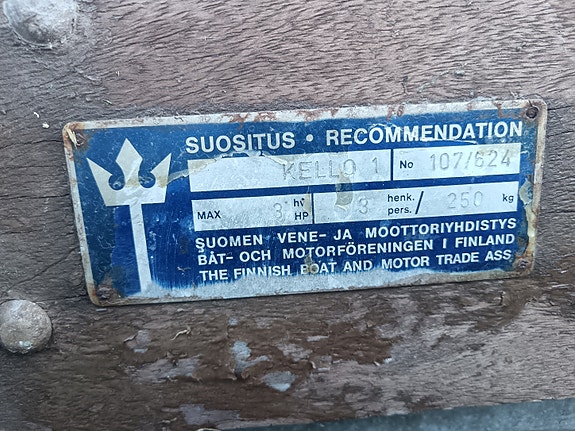 SUOSITUS • RECOMMENDATION
KELLO 1 No 107/624
MAX 3 hv HP 3 henk. pers. / 250 kg
SUOMEN VENE- JA MOOTTORIYHDISTYS
BÅT- OCH MOTORFÖRENINGEN I FINLAND
THE FINNISH BOAT AND MOTOR TRADE ASS